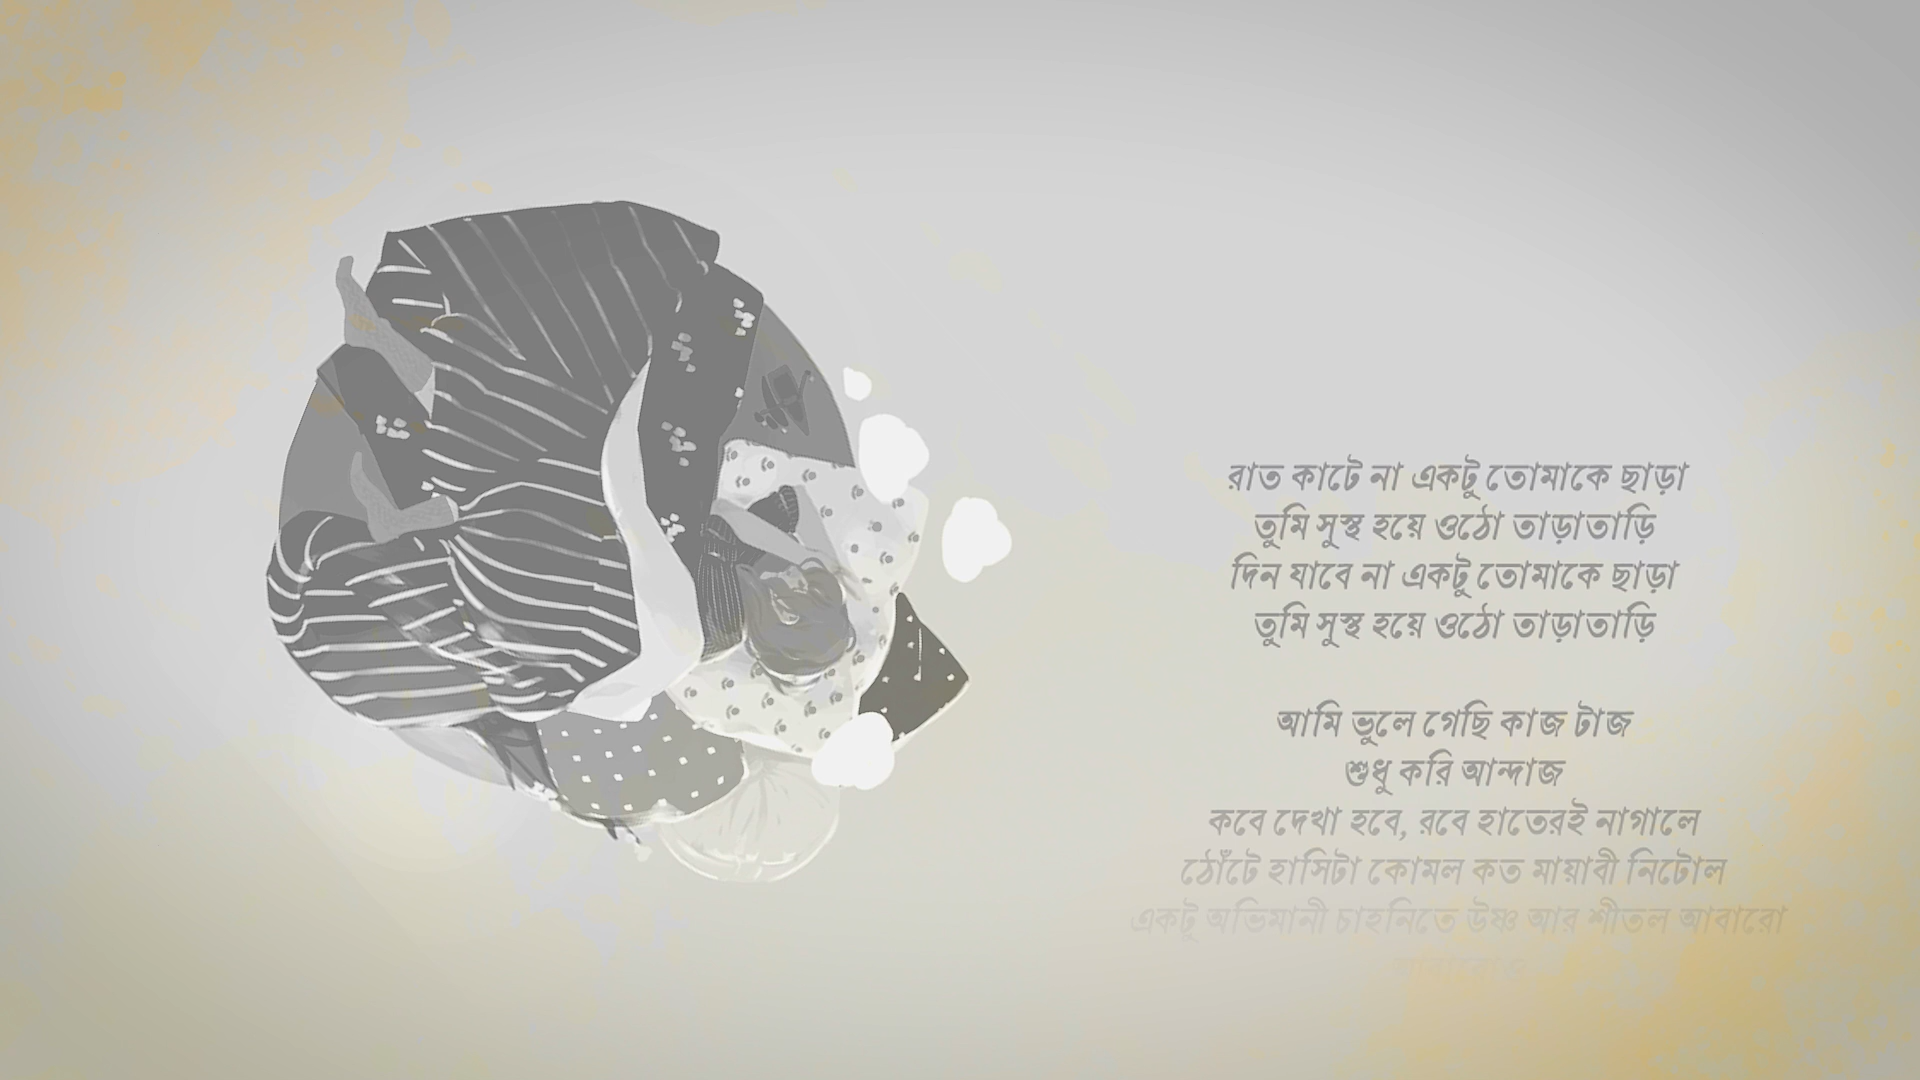 রাত কাটে না একটু তোমাকে ছাড়া
তুমি সুস্থ হয়ে ওঠো তাড়াতাড়ি
দিন যাবে না একটু তোমাকে ছাড়া
তুমি সুস্থ হয়ে ওঠো তাড়াতাড়ি
আমি ভুলে গেছি কাজ টাজ
শুধু করি আন্দাজ
কবে দেখা হবে, রবে হাতেরই নাগালে
ঠোঁটে হাসিটা কোমল কত মায়াবী নিটোল
একটু অভিমানী চাহনিতে উষ্ণ আর শীতল আবারো